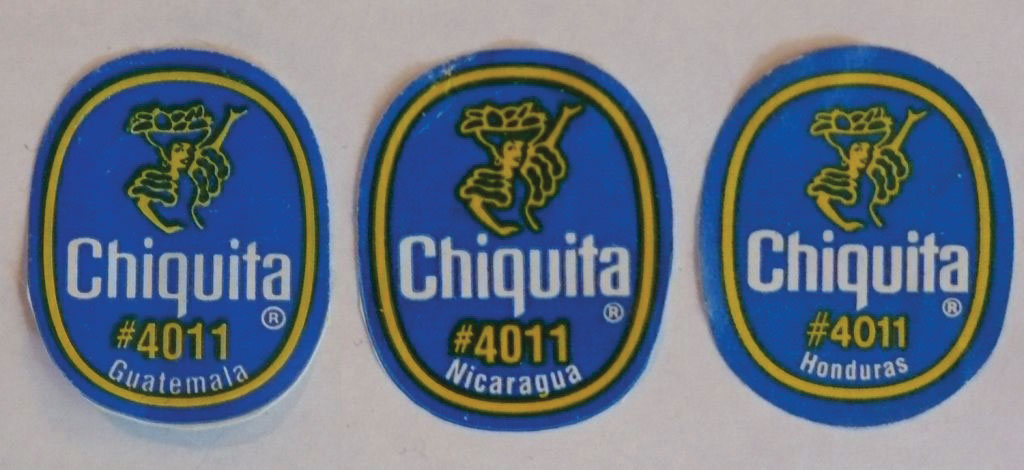 Chiquita
®
#4011
Guatemala
Chiquita
®
#4011
Nicaragua
Chiquita
®
#4011
Honduras